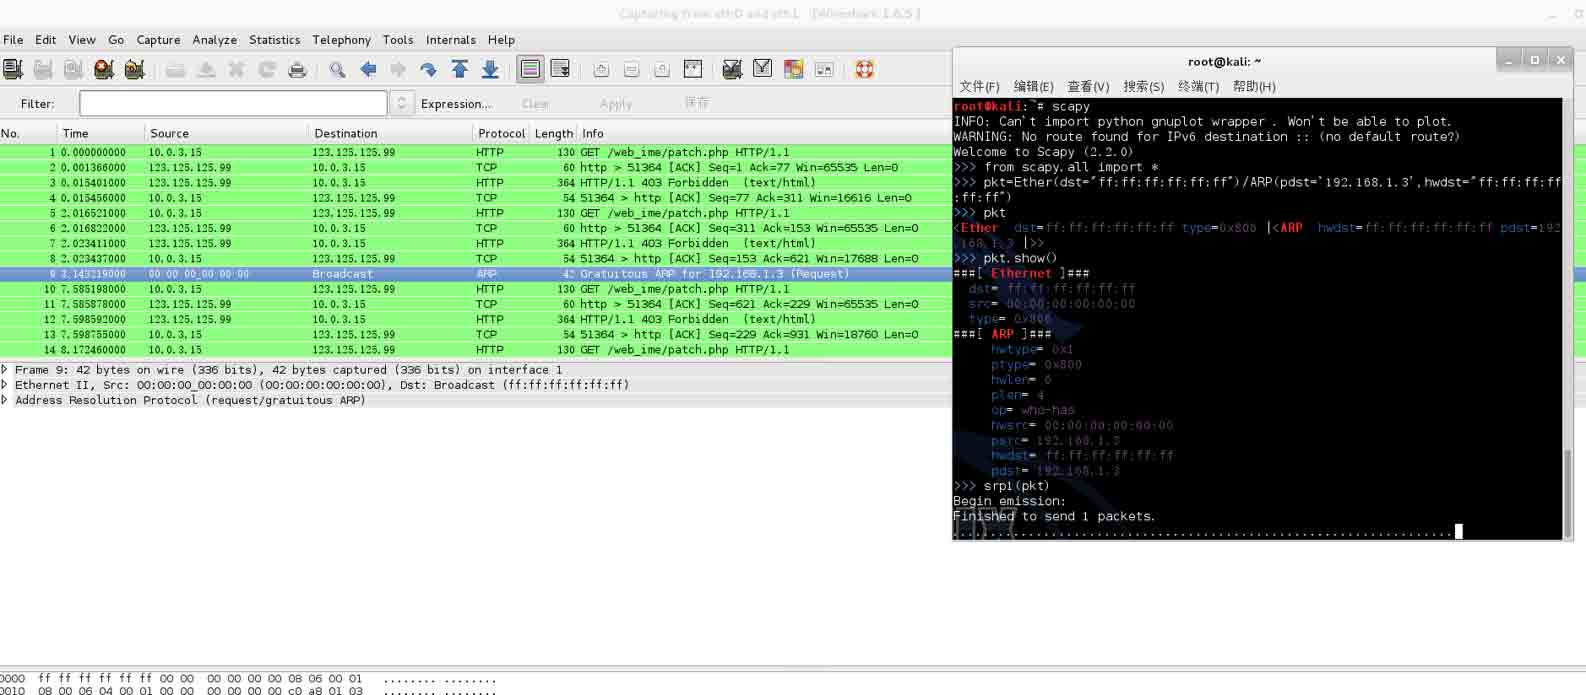 Capturing from eth0 and eth1 [Wireshark 1.6.5 ]
File Edit View Go Capture Analyze Statistics Telephony Tools Internals Help
Filter: Expression... Clear Apply 保存
No. Time Source Destination Protocol Length Info
1 0.000000000 10.0.3.15 123.125.125.99 HTTP 130 GET /web_ime/patch.php HTTP/1.1
2 0.001366000 123.125.125.99 10.0.3.15 TCP 60 http > 51364 [ACK] Seq=1 Ack=77 Win=65535 Len=0
3 0.015401000 123.125.125.99 10.0.3.15 HTTP 364 HTTP/1.1 403 Forbidden (text/html)
4 0.015456000 10.0.3.15 123.125.125.99 TCP 54 51364 > http [ACK] Seq=77 Ack=311 Win=16616 Len=0
5 2.016521000 10.0.3.15 123.125.125.99 HTTP 130 GET /web_ime/patch.php HTTP/1.1
6 2.016822000 123.125.125.99 10.0.3.15 TCP 60 http > 51364 [ACK] Seq=311 Ack=153 Win=65535 Len=0
7 2.023411000 123.125.125.99 10.0.3.15 HTTP 364 HTTP/1.1 403 Forbidden (text/html)
8 2.023437000 10.0.3.15 123.125.125.99 TCP 54 51364 > http [ACK] Seq=153 Ack=621 Win=17688 Len=0
9 3.143219000 00:00:00_00:00:00 Broadcast ARP 42 Gratuitous ARP for 192.168.1.3 (Request)
10 7.585198000 10.0.3.15 123.125.125.99 HTTP 130 GET /web_ime/patch.php HTTP/1.1
11 7.585878000 123.125.125.99 10.0.3.15 TCP 60 http > 51364 [ACK] Seq=621 Ack=229 Win=65535 Len=0
12 7.598592000 123.125.125.99 10.0.3.15 HTTP 364 HTTP/1.1 403 Forbidden (text/html)
13 7.598755000 10.0.3.15 123.125.125.99 TCP 54 51364 > http [ACK] Seq=229 Ack=931 Win=18760 Len=0
14 8.172460000 10.0.3.15 123.125.125.99 HTTP 130 GET /web_ime/patch.php HTTP/1.1
Frame 9: 42 bytes on wire (336 bits), 42 bytes captured (336 bits) on interface 1
Ethernet II, Src: 00:00:00_00:00:00 (00:00:00:00:00:00), Dst: Broadcast (ff:ff:ff:ff:ff:ff)
Address Resolution Protocol (request/gratuitous ARP)
0000 ff ff ff ff ff ff 00 00 00 00 00 00 08 06 00 01 ........ ........
0010 08 00 06 04 00 01 00 00 00 00 00 00 c0 a8 01 03 ........ ........
root@kali: ~
文件(F) 编辑(E) 查看(V) 搜索(S) 终端(T) 帮助(H)
root@kali:~# scapy
INFO: Can't import python gnuplot wrapper . Won't be able to plot.
WARNING: No route found for IPv6 destination :: (no default route?)
Welcome to Scapy (2.2.0)
>>> from scapy.all import *
>>> pkt=Ether(dst="ff:ff:ff:ff:ff:ff")/ARP(pdst='192.168.1.3',hwdst="ff:ff:ff:ff
:ff:ff")
>>> pkt
<Ether dst=ff:ff:ff:ff:ff:ff type=0x806 |<ARP hwdst=ff:ff:ff:ff:ff:ff pdst=192
.168.1.3 |>>
>>> pkt.show()
###[ Ethernet ]###
dst= ff:ff:ff:ff:ff:ff
src= 00:00:00:00:00:00
type= 0x806
###[ ARP ]###
hwtype= 0x1
ptype= 0x800
hwlen= 6
plen= 4
op= who-has
hwsrc= 00:00:00:00:00:00
psrc= 192.168.1.3
hwdst= ff:ff:ff:ff:ff:ff
pdst= 192.168.1.3
>>> srp1(pkt)
Begin emission:
Finished to send 1 packets.
..................................................................